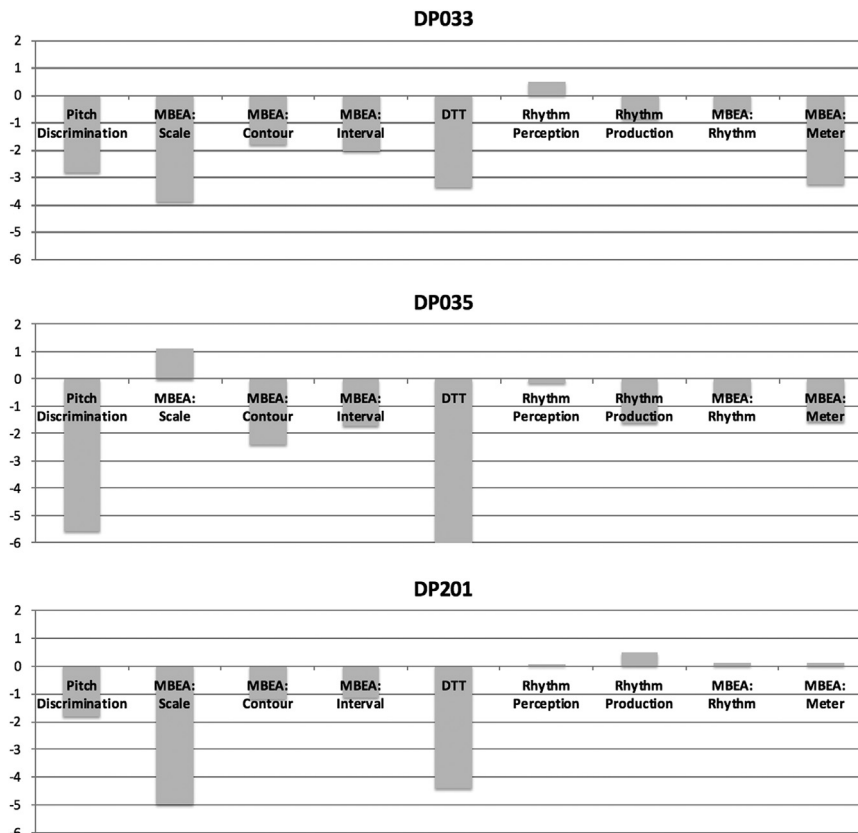 DP033
2
1
0
-1
-2
-3
-4
-5
-6
Pitch Discrimination
MBEA: Scale
MBEA: Contour
MBEA: Interval
DTT
Rhythm Perception
Rhythm Production
MBEA: Rhythm
MBEA: Meter
DP035
2
1
0
-1
-2
-3
-4
-5
-6
Pitch Discrimination
MBEA: Scale
MBEA: Contour
MBEA: Interval
DTT
Rhythm Perception
Rhythm Production
MBEA: Rhythm
MBEA: Meter
DP201
2
1
0
-1
-2
-3
-4
-5
-6
Pitch Discrimination
MBEA: Scale
MBEA: Contour
MBEA: Interval
DTT
Rhythm Perception
Rhythm Production
MBEA: Rhythm
MBEA: Meter